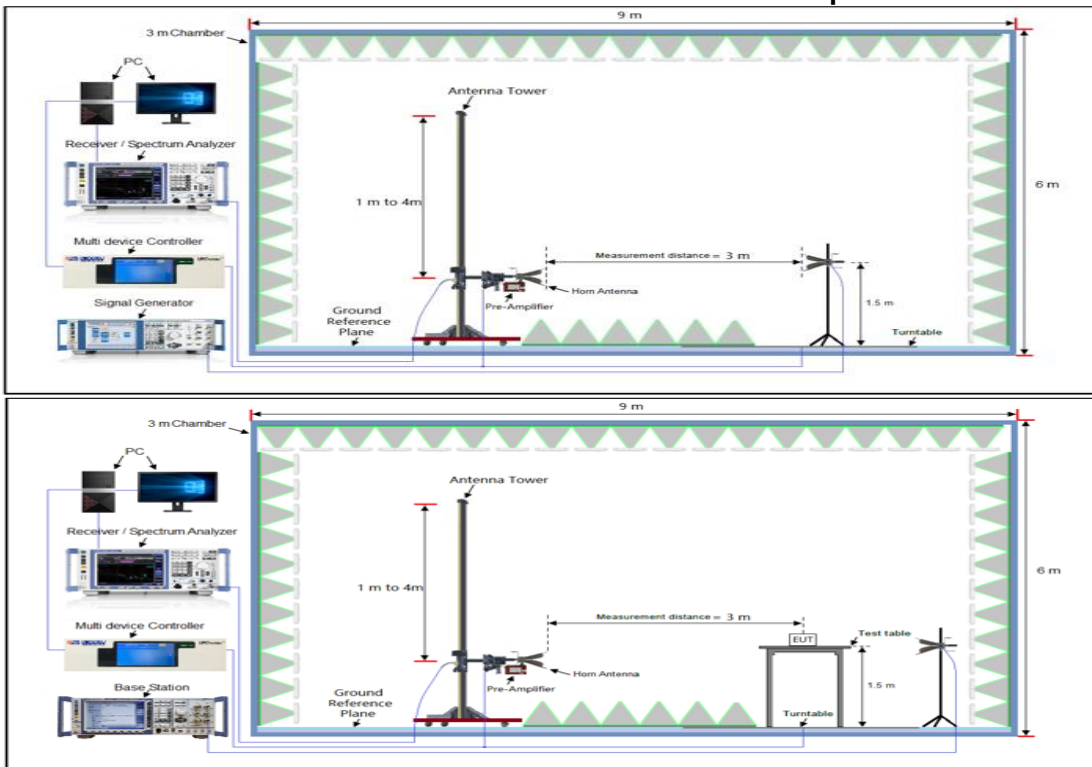 9 m
3 m Chamber
PC
Antenna Tower
Receiver / Spectrum Analyzer
1 m to 4m
6 m
Multi device Controller
Measurement distance = 3 m
Horn Antenna
Pre-Amplifier
1.5 m
Signal Generator
Ground
Reference
Plane
Turntable
9 m
3 m Chamber
PC
Antenna Tower
Receiver / Spectrum Analyzer
1 m to 4m
6 m
Multi device Controller
Measurement distance = 3 m
EUT
Test table
Horn Antenna
Pre-Amplifier
1.5 m
Base Station
Ground
Reference
Plane
Turntable